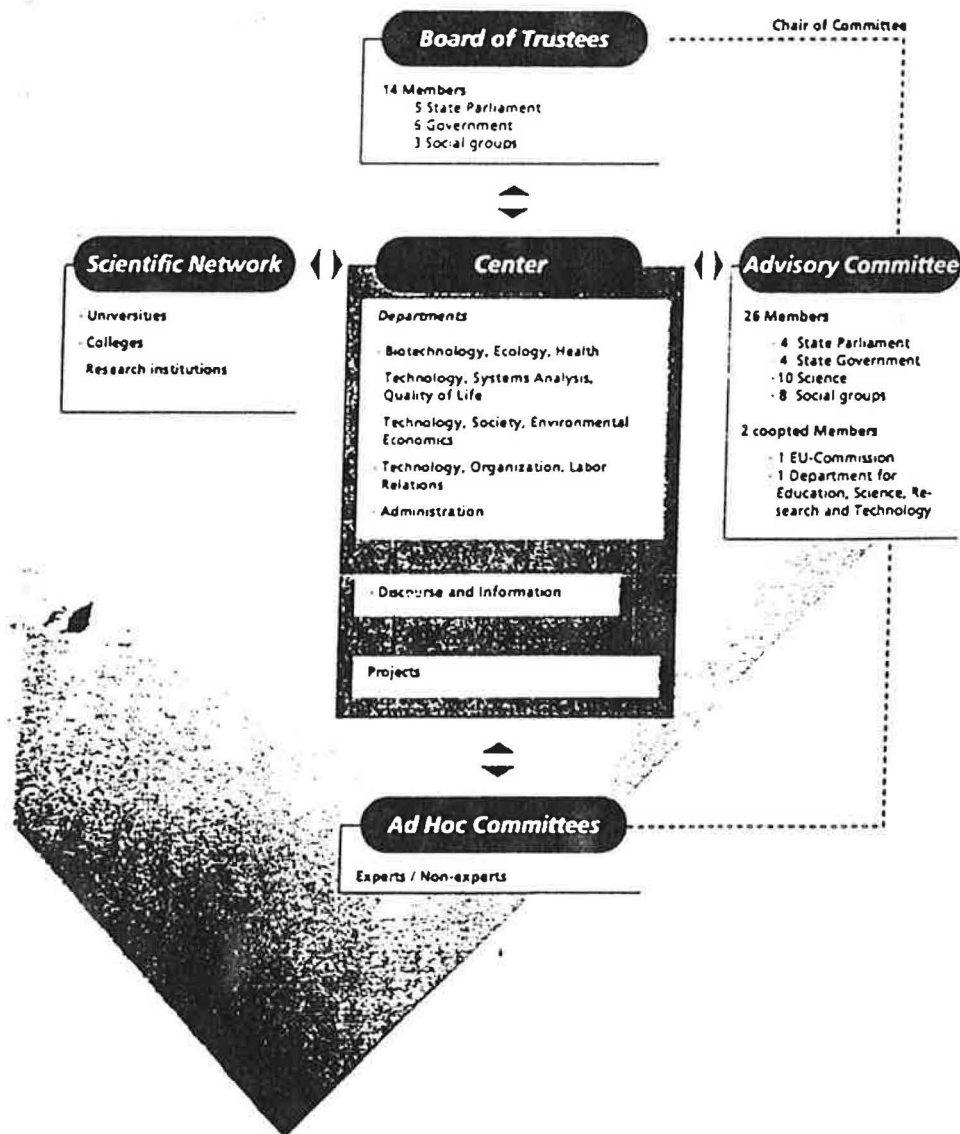 Board of Trustees
Chair of Committee
14 Members
5 State Parliament
6 Government
3 Social groups
Scientific Network
· Universities
· Colleges
Research institutions
Center
Departments
· Biotechnology, Ecology, Health
Technology, Systems Analysis,
Quality of Life
Technology, Society, Environmental
Economics
· Technology, Organization, Labor
Relations
· Administration
· Discourse and Information
Projects
Advisory Committee
26 Members
· 4 State Parliament
· 4 State Government
· 10 Science
· 8 Social groups
2 coopted Members
· 1 EU-Commission
· 1 Department for
Education, Science, Re-
search and Technology
Ad Hoc Committees
Experts / Non-experts